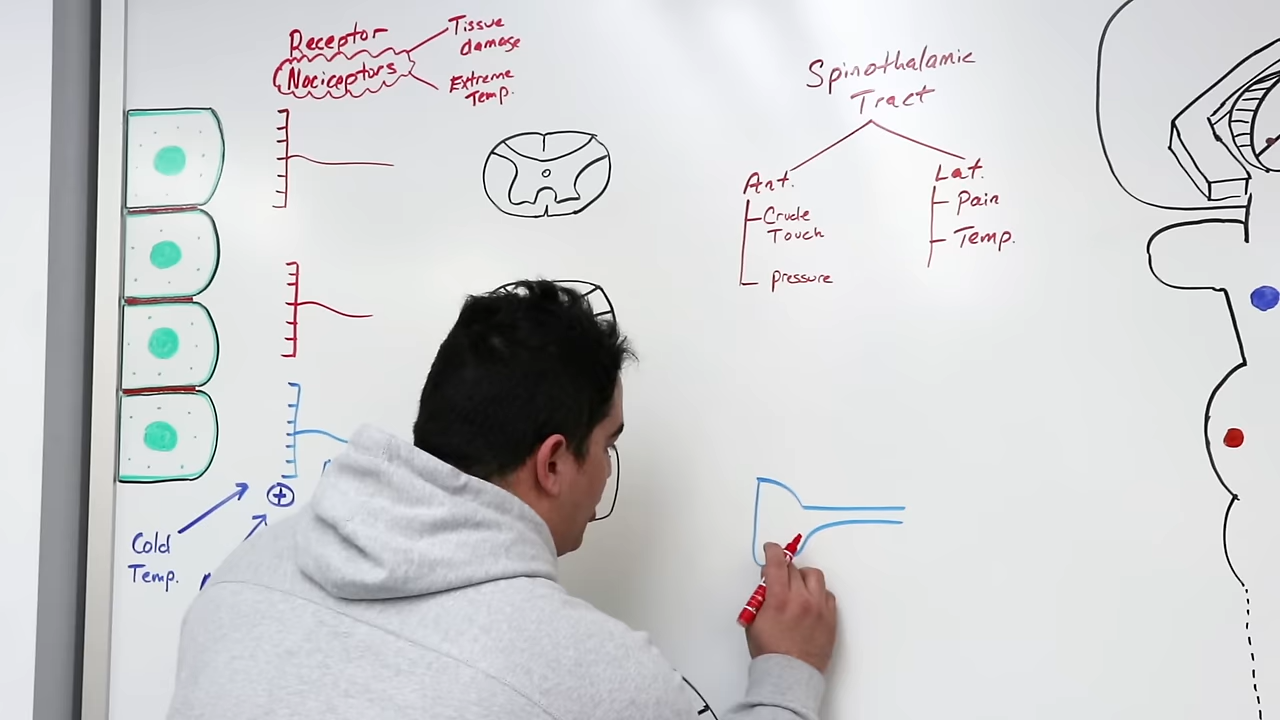 Receptor
Nociceptors
Tissue
damage
Extreme
Temp.
Spinothalamic
Tract
Ant.
Crude
Touch
pressure
Lat.
Pain
Temp.
+
Cold
Temp.